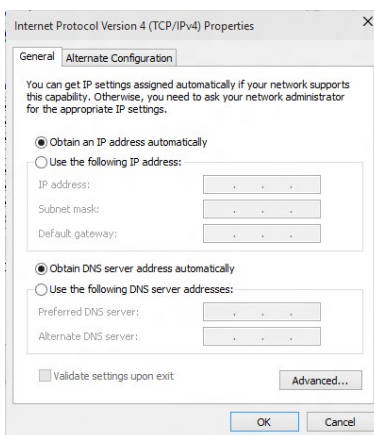 Internet Protocol Version 4 (TCP/IPv4) Properties
General Alternate Configuration
You can get IP settings assigned automatically if your network supports
this capability. Otherwise, you need to ask your network administrator
for the appropriate IP settings.
Obtain an IP address automatically
Use the following IP address:
IP address:
Subnet mask:
Default gateway:
Obtain DNS server address automatically
Use the following DNS server addresses:
Preferred DNS server:
Alternate DNS server:
Validate settings upon exit
Advanced...
OK Cancel